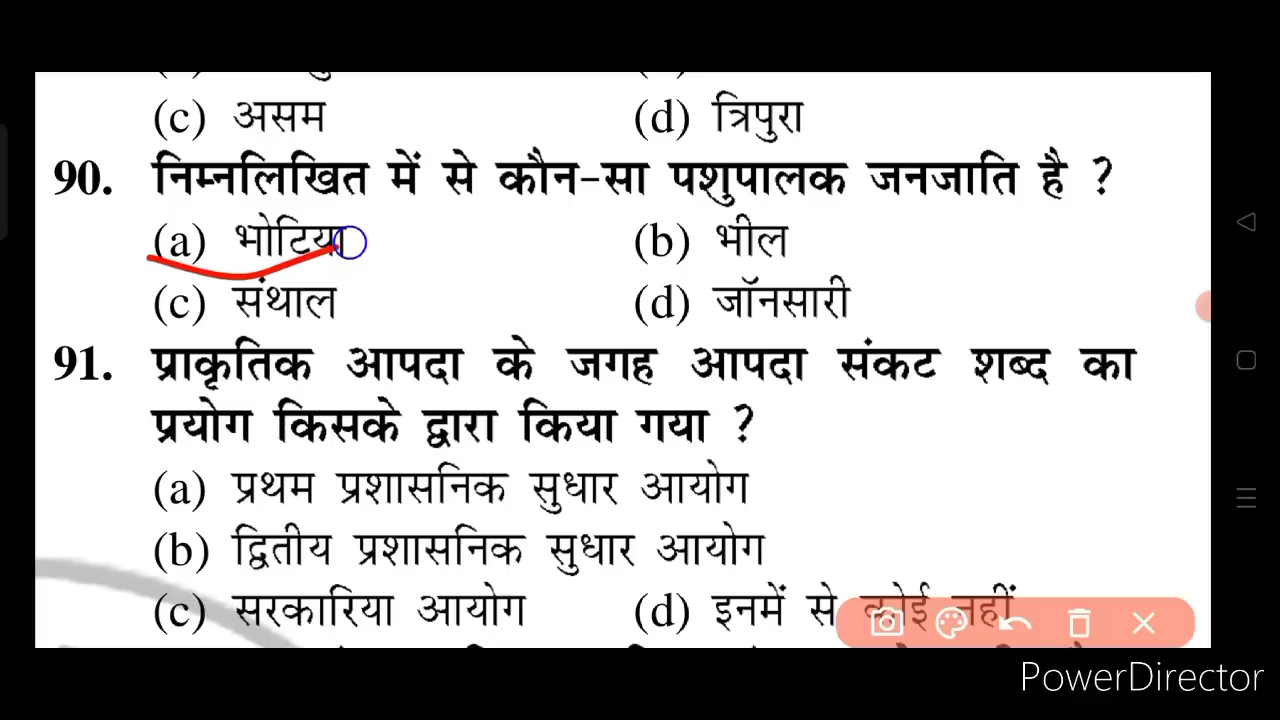 (c) असम (d) त्रिपुरा
90. निम्नलिखित में से कौन-सा पशुपालक जनजाति है ?
(a) भोटिया (b) भील
(c) संथाल (d) जॉनसारी
91. प्राकृतिक आपदा के जगह आपदा संकट शब्द का
प्रयोग किसके द्वारा किया गया ?
(a) प्रथम प्रशासनिक सुधार आयोग
(b) द्वितीय प्रशासनिक सुधार आयोग
(c) सरकारिया आयोग (d) इनमें से कोई नहीं
PowerDirector